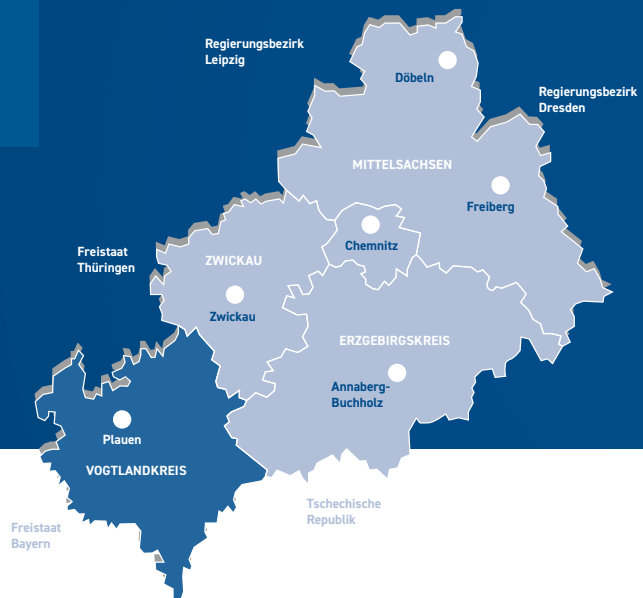 Regierungsbezirk
Leipzig
Döbeln
Regierungsbezirk
Dresden
MITTELSACHSEN
Freiberg
Chemnitz
Freistaat
Thüringen
ZWICKAU
Zwickau
ERZGEBIRGSKREIS
Annaberg-
Buchholz
Plauen
VOGTLANDKREIS
Tschechische
Republik
Freistaat
Bayern